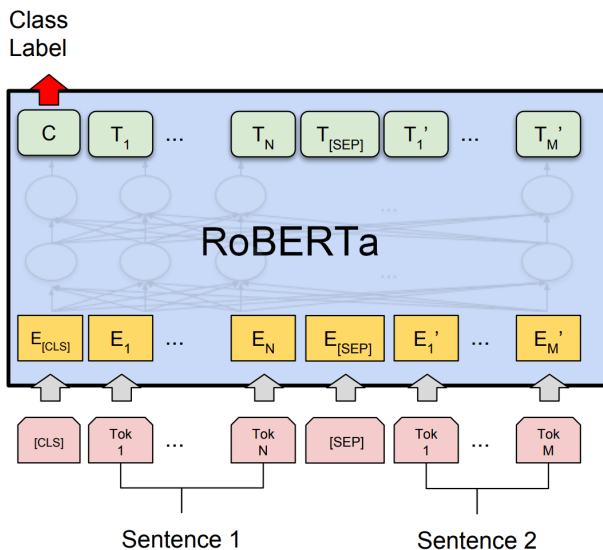 Class
Label
C T1 ... TN T[SEP] T1' ... TM'
...
RoBERTa
...
E[CLS] E1 ... EN E[SEP] E1' ... EM'
[CLS] Tok 1 ... Tok N [SEP] Tok 1 ... Tok M
Sentence 1 Sentence 2